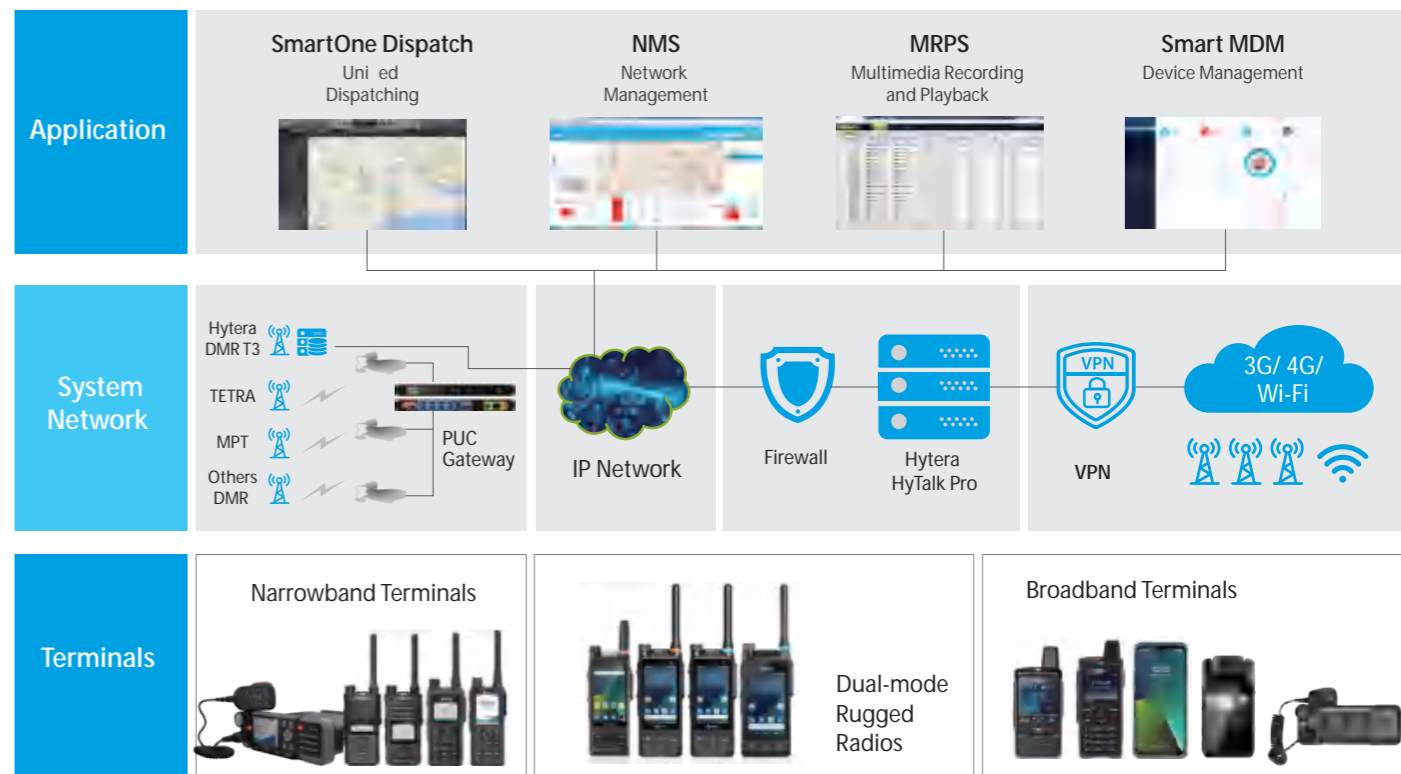 Application
SmartOne Dispatch
Uni ed
Dispatching
NMS
Network
Management
MRPS
Multimedia Recording
and Playback
Smart MDM
Device Management
System
Network
Hytera
DMR T3
TETRA
MPT
Others
DMR
PUC
Gateway
IP Network
Firewall
Hytera
HyTalk Pro
VPN
VPN
3G/ 4G/
Wi-Fi
Terminals
Narrowband Terminals
Dual-mode
Rugged
Radios
Broadband Terminals